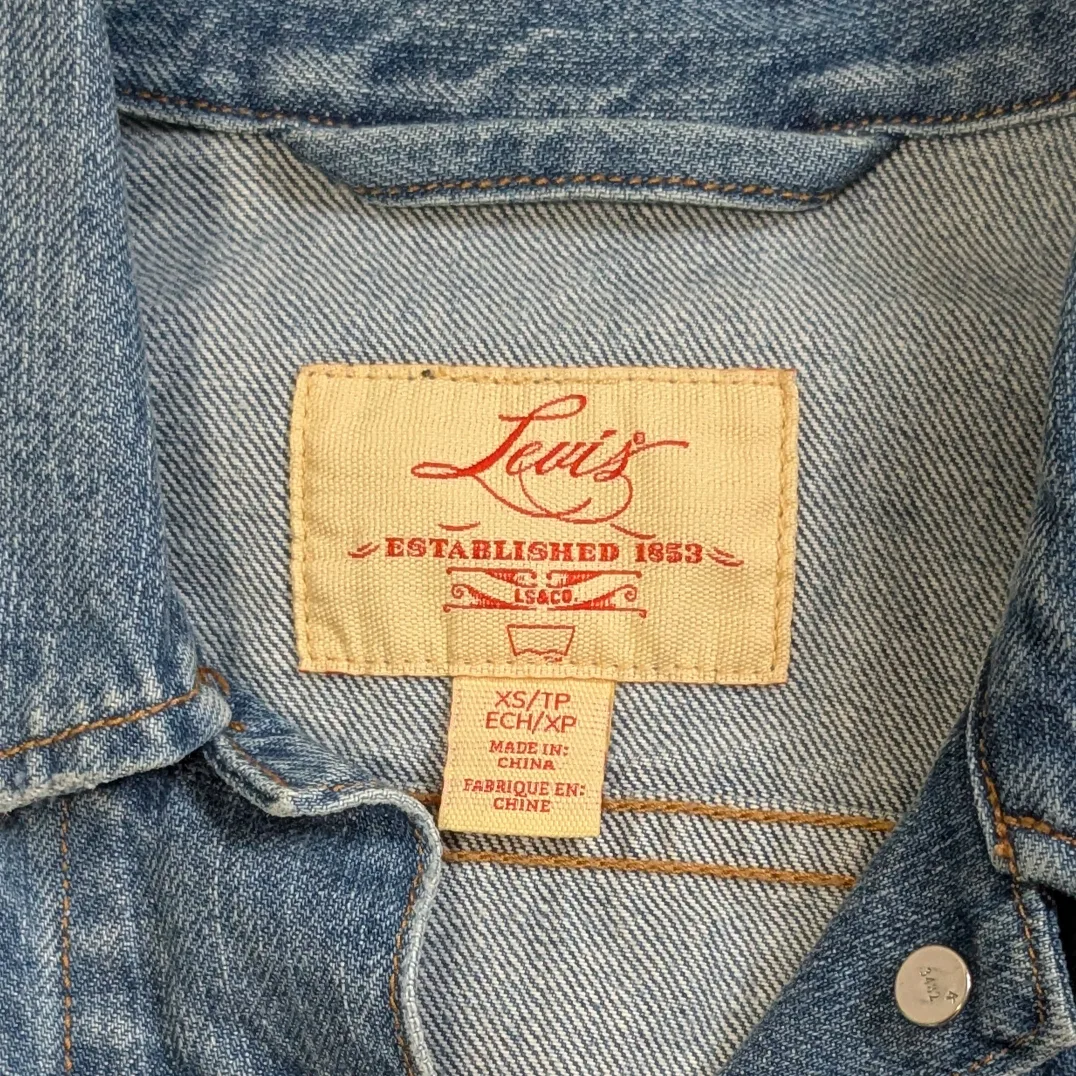 Levi's®
ESTABLISHED 1853
LS&CO.
XS/TP
ECH/XP
MADE IN:
CHINA
FABRIQUE EN:
CHINE